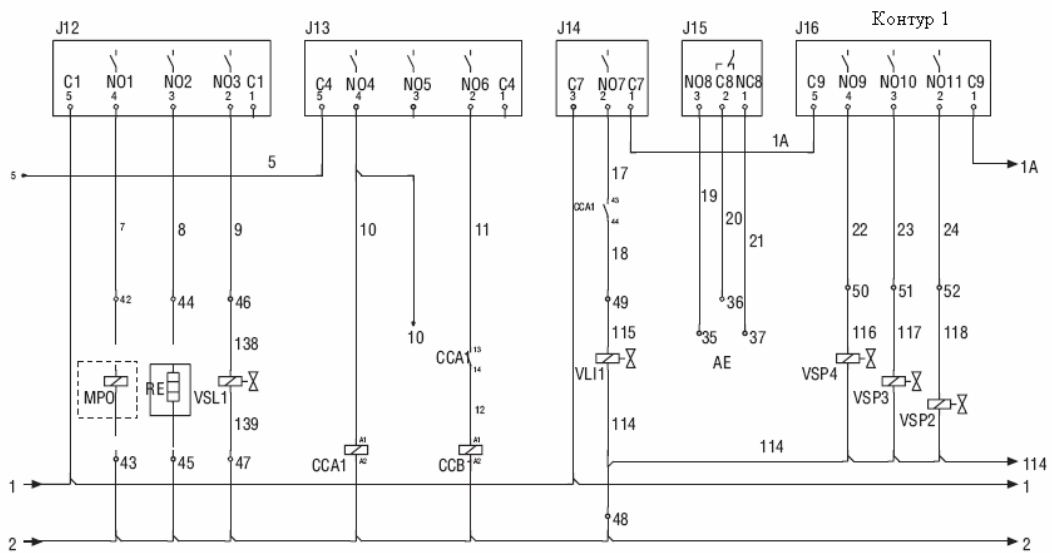 Контур 1
J12 J13 J14 J15 J16
C1 NO1 NO2 NO3 C1 C4 NO4 NO5 NO6 C4 C7 NO7 C7 NO8 C8 NC8 C9 NO9 NO10 NO11 C9
5 4 3 2 1 5 4 3 2 1 3 2 1 3 2 1 5 4 3 2 1
1A
5 5 17 1A
19
CCA1 43
44
20
7 8 9 10 11 21 22 23 24
18
42 44 46 49 36 50 51 52
10 35 37
138 115 116 117 118
CCA1 13
14
VLI1 AE VSP4
MPO RE VSL1 VSP3
12 VSP2
139 114
A1 A1
114
43 45 47 CCA1 A2 CCB1 A2 114
1 1
48
2 2